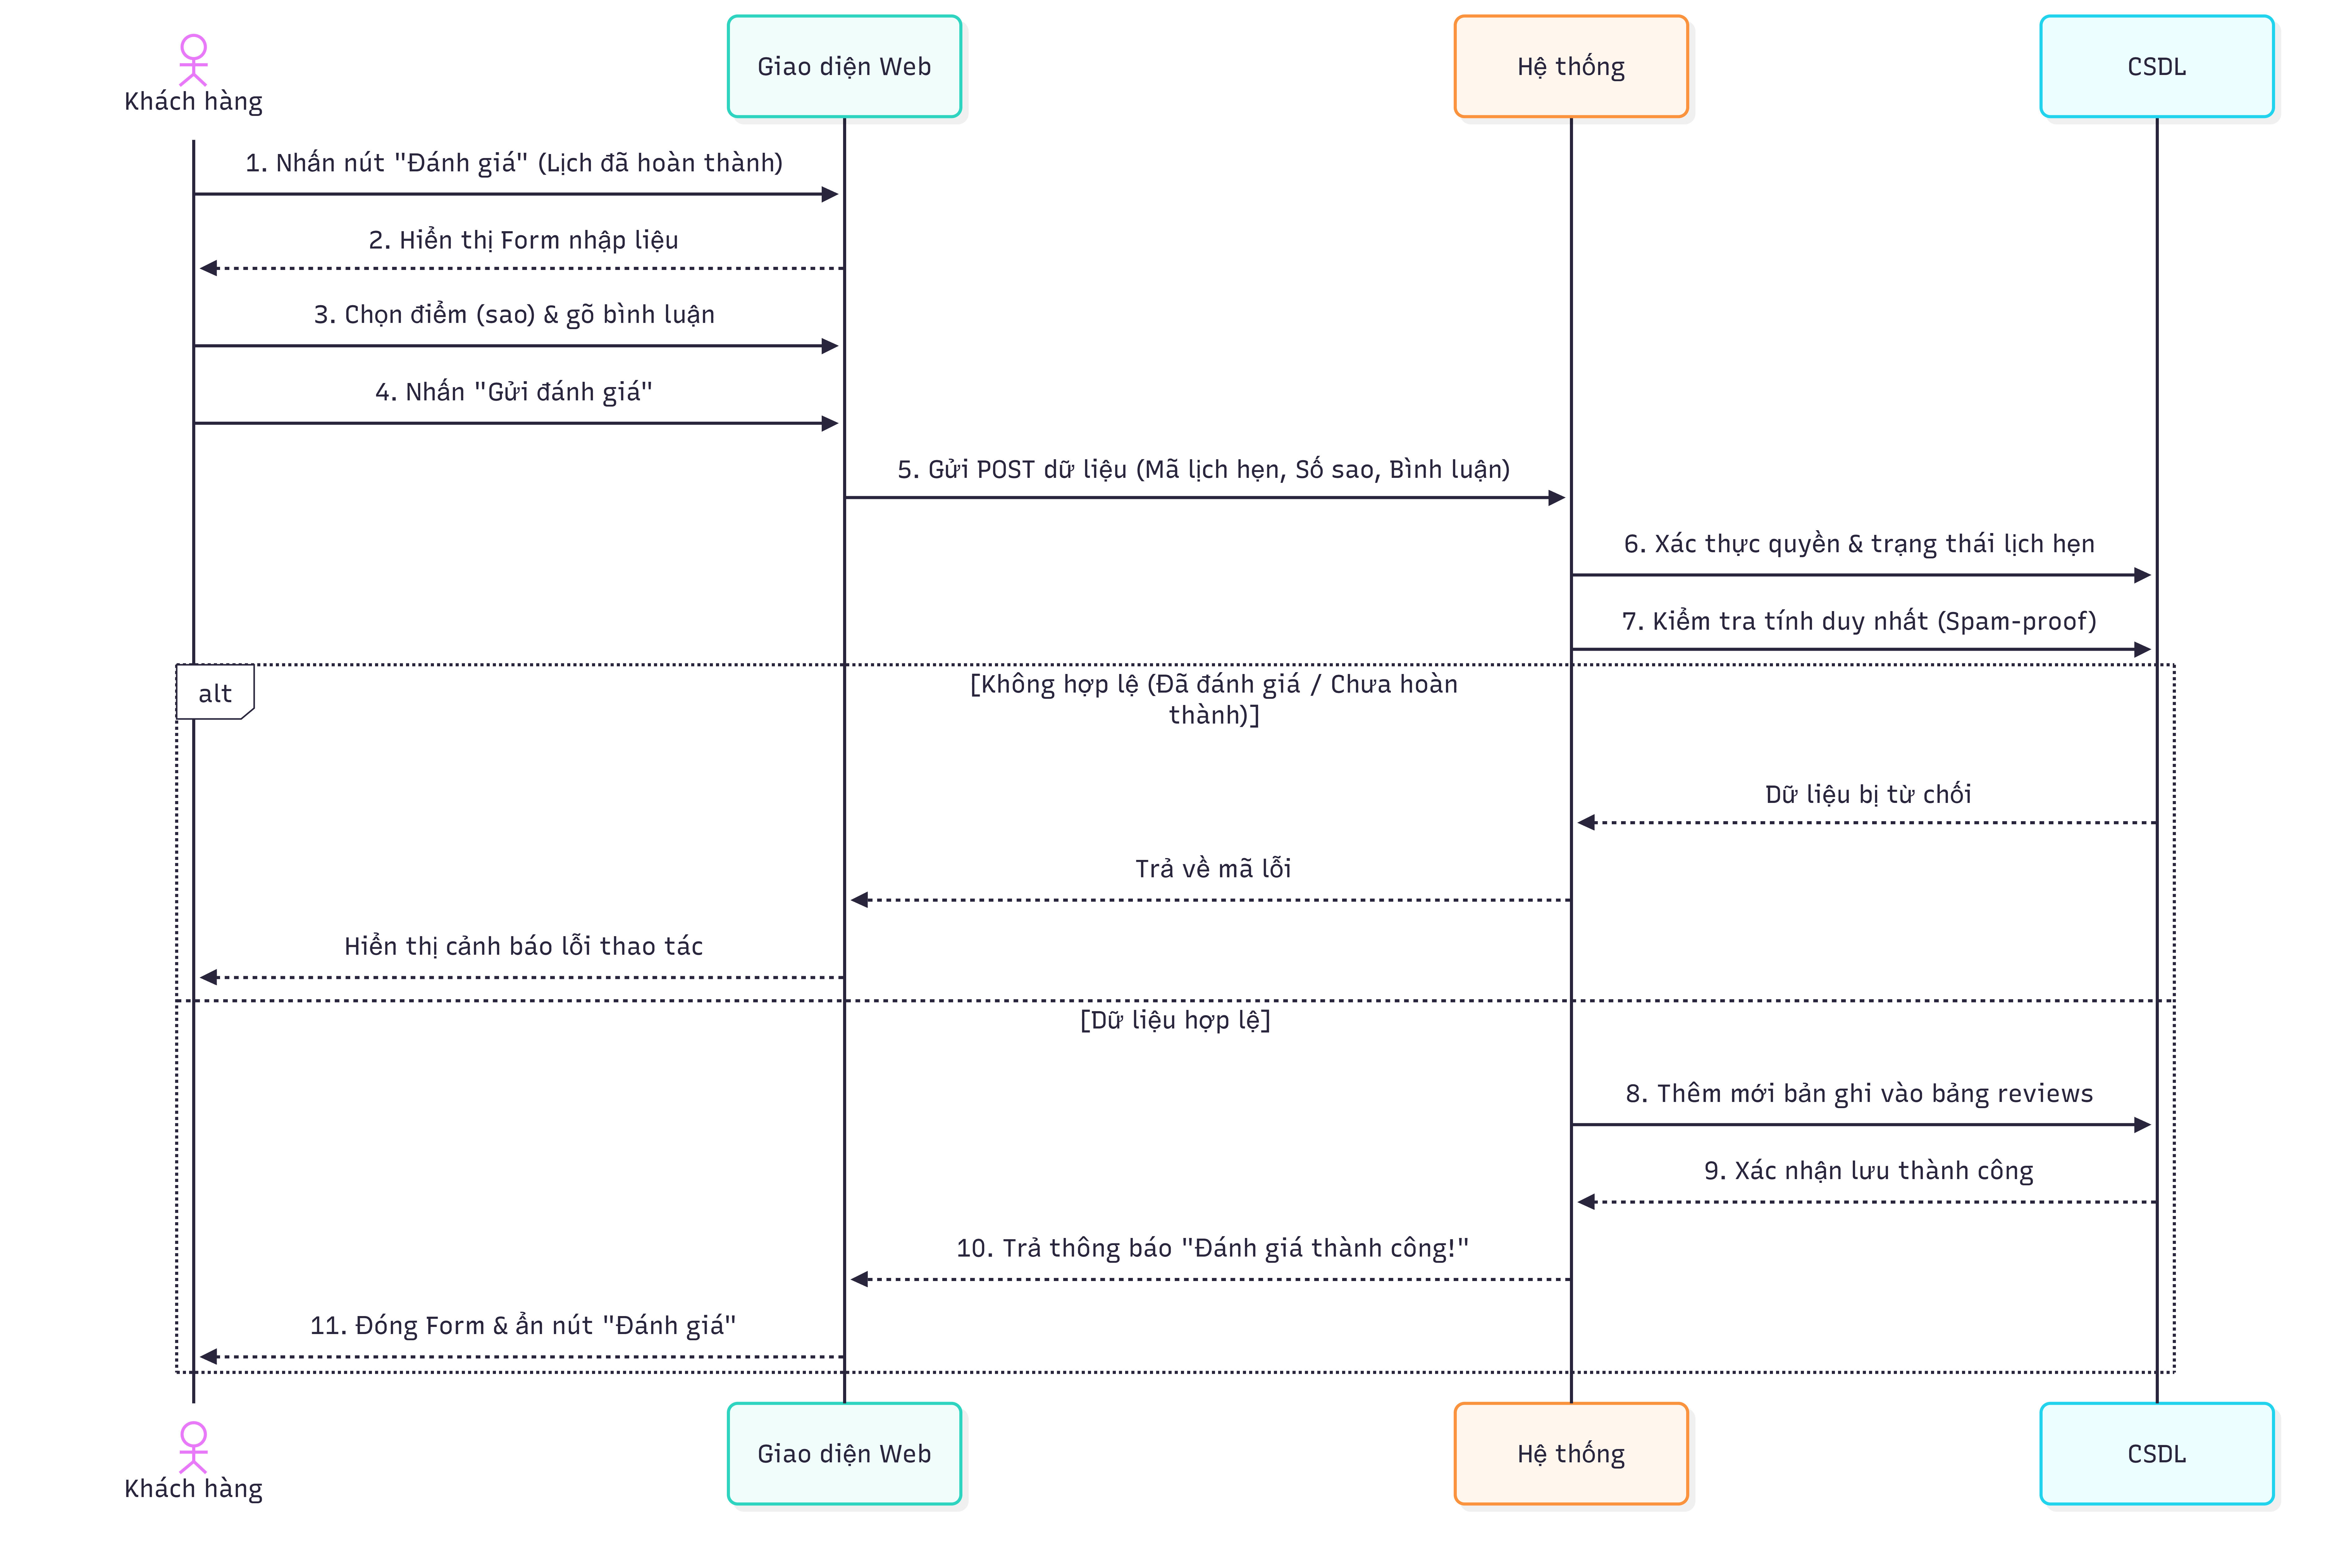 Khách hàng
Giao diện Web
Hệ thống
CSDL
1. Nhấn nút "Đánh giá" (Lịch đã hoàn thành)
2. Hiển thị Form nhập liệu
3. Chọn điểm (sao) & gõ bình luận
4. Nhấn "Gửi đánh giá"
5. Gửi POST dữ liệu (Mã lịch hẹn, Số sao, Bình luận)
6. Xác thực quyền & trạng thái lịch hẹn
7. Kiểm tra tính duy nhất (Spam-proof)
alt
[Không hợp lệ (Đã đánh giá / Chưa hoàn
thành)]
Dữ liệu bị từ chối
Trả về mã lỗi
Hiển thị cảnh báo lỗi thao tác
[Dữ liệu hợp lệ]
8. Thêm mới bản ghi vào bảng reviews
9. Xác nhận lưu thành công
10. Trả thông báo "Đánh giá thành công!"
11. Đóng Form & ẩn nút "Đánh giá"
Khách hàng
Giao diện Web
Hệ thống
CSDL